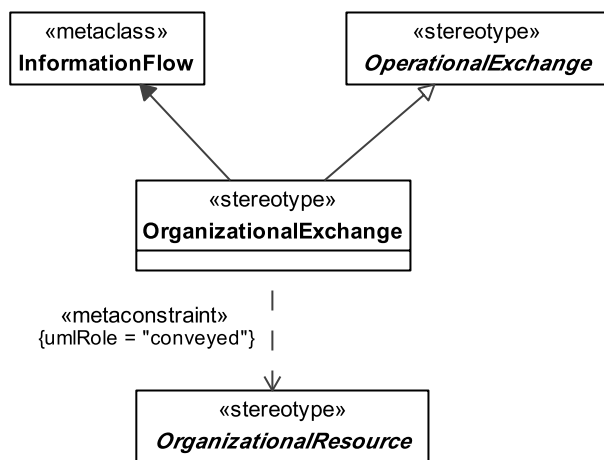 «metaclass»
InformationFlow
«stereotype»
OperationalExchange
«stereotype»
OrganizationalExchange
«metaconstraint»
{umlRole = "conveyed"}
«stereotype»
OrganizationalResource